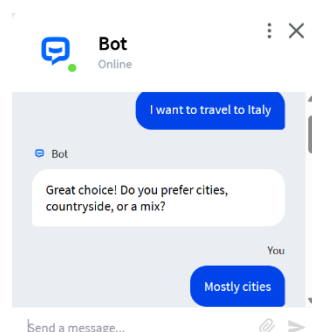 Bot
Online
I want to travel to Italy
Bot
Great choice! Do you prefer cities,
countryside, or a mix?
You
Mostly cities
Send a message...